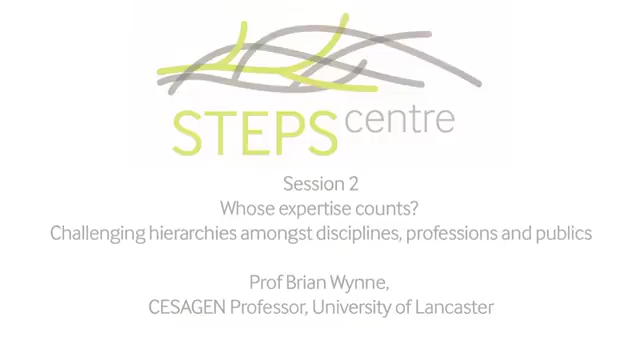 STEPS centre
Session 2
Whose expertise counts?
Challenging hierarchies amongst disciplines, professions and publics
Prof Brian Wynne,
CESAGEN Professor, University of Lancaster